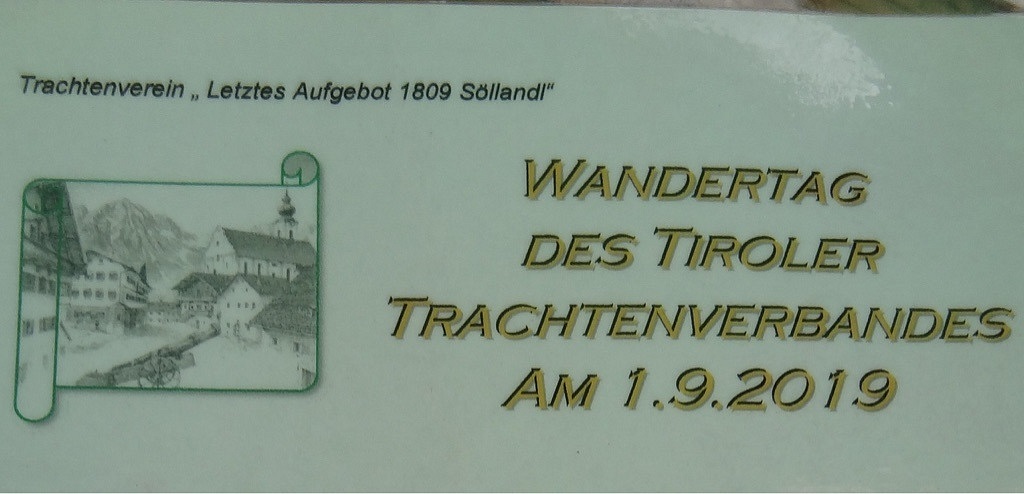 Trachtenverein „ Letztes Aufgebot 1809 Söllandl“
WANDERTAG
DES TIROLER
TRACHTENVERBANDES
AM 1.9.2019